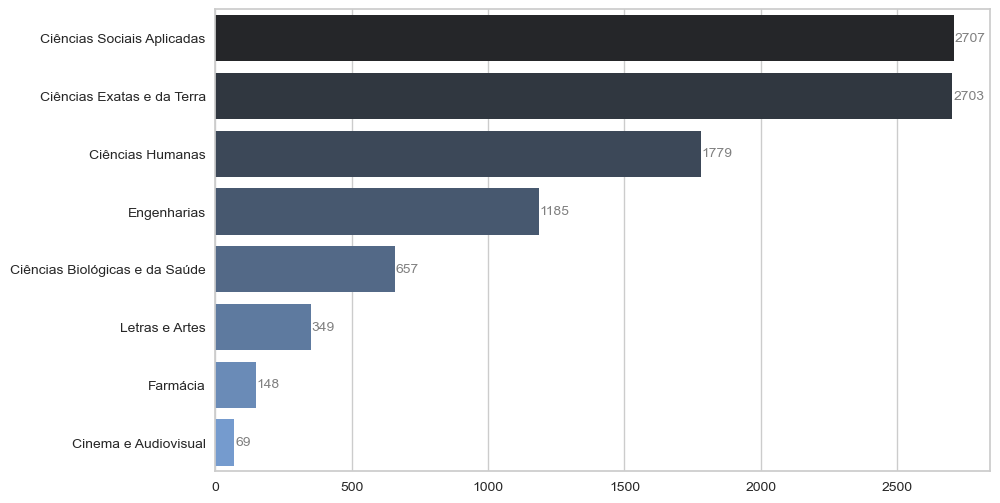 Ciências Sociais Aplicadas 2707
Ciências Exatas e da Terra 2703
Ciências Humanas 1779
Engenharias 1185
Ciências Biológicas e da Saúde 657
Letras e Artes 349
Farmácia 148
Cinema e Audiovisual 69
0 500 1000 1500 2000 2500